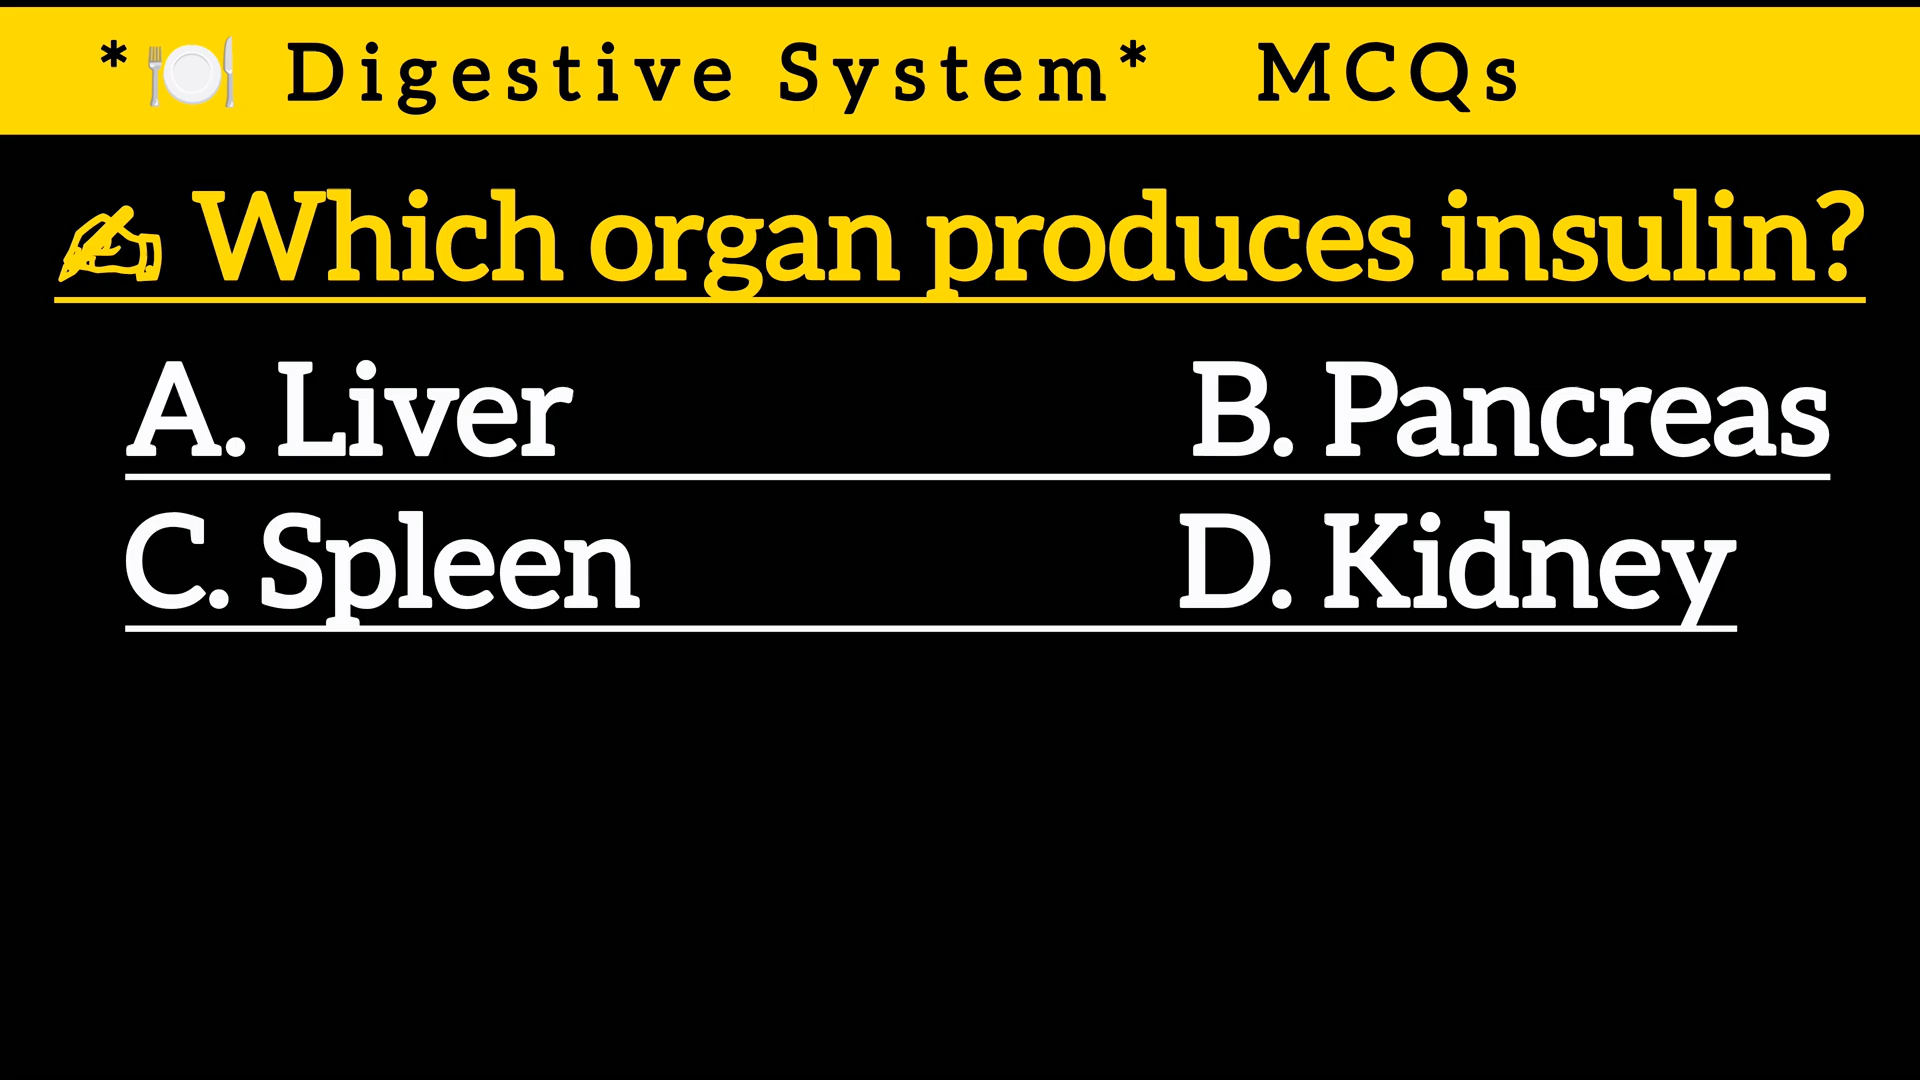 *🍽️ Digestive System* MCQs
✍ Which organ produces insulin?
A. Liver B. Pancreas
C. Spleen D. Kidney